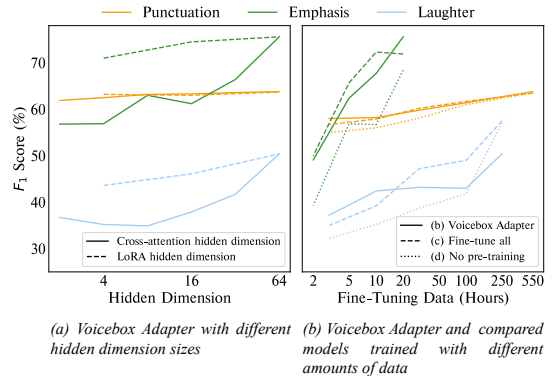 Punctuation Emphasis Laughter
F1 Score (%)
70
60
50
40
30
Cross-attention hidden dimension
LoRA hidden dimension
4 16 64
Hidden Dimension
(b) Voicebox Adapter
(c) Fine-tune all
(d) No pre-training
2 5 10 20 50 100 250 550
Fine-Tuning Data (Hours)
(a) Voicebox Adapter with different
hidden dimension sizes
(b) Voicebox Adapter and compared
models trained with different
amounts of data